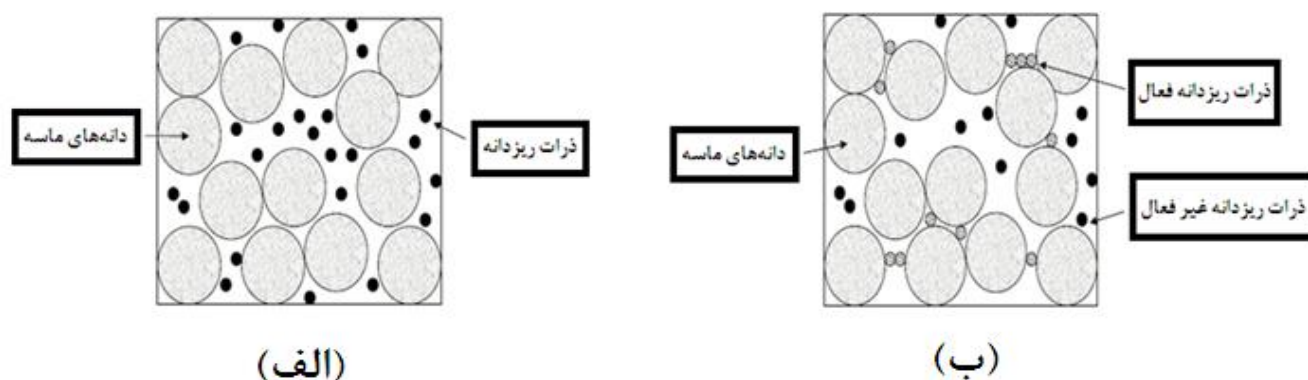 ذرات ریزدانه فعال
دانه‌های ماسه
ذرات ریزدانه غیر فعال
(ب)
دانه‌های ماسه
ذرات ریزدانه
(الف)